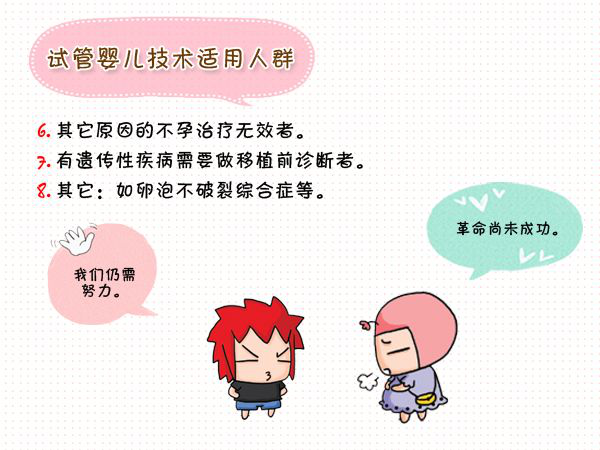 试管婴儿技术适用人群
6. 其它原因的不孕治疗无效者。
7. 有遗传性疾病需要做移植前诊断者。
8. 其它：如卵泡不破裂综合症等。
革命尚未成功。
我们仍需
努力。